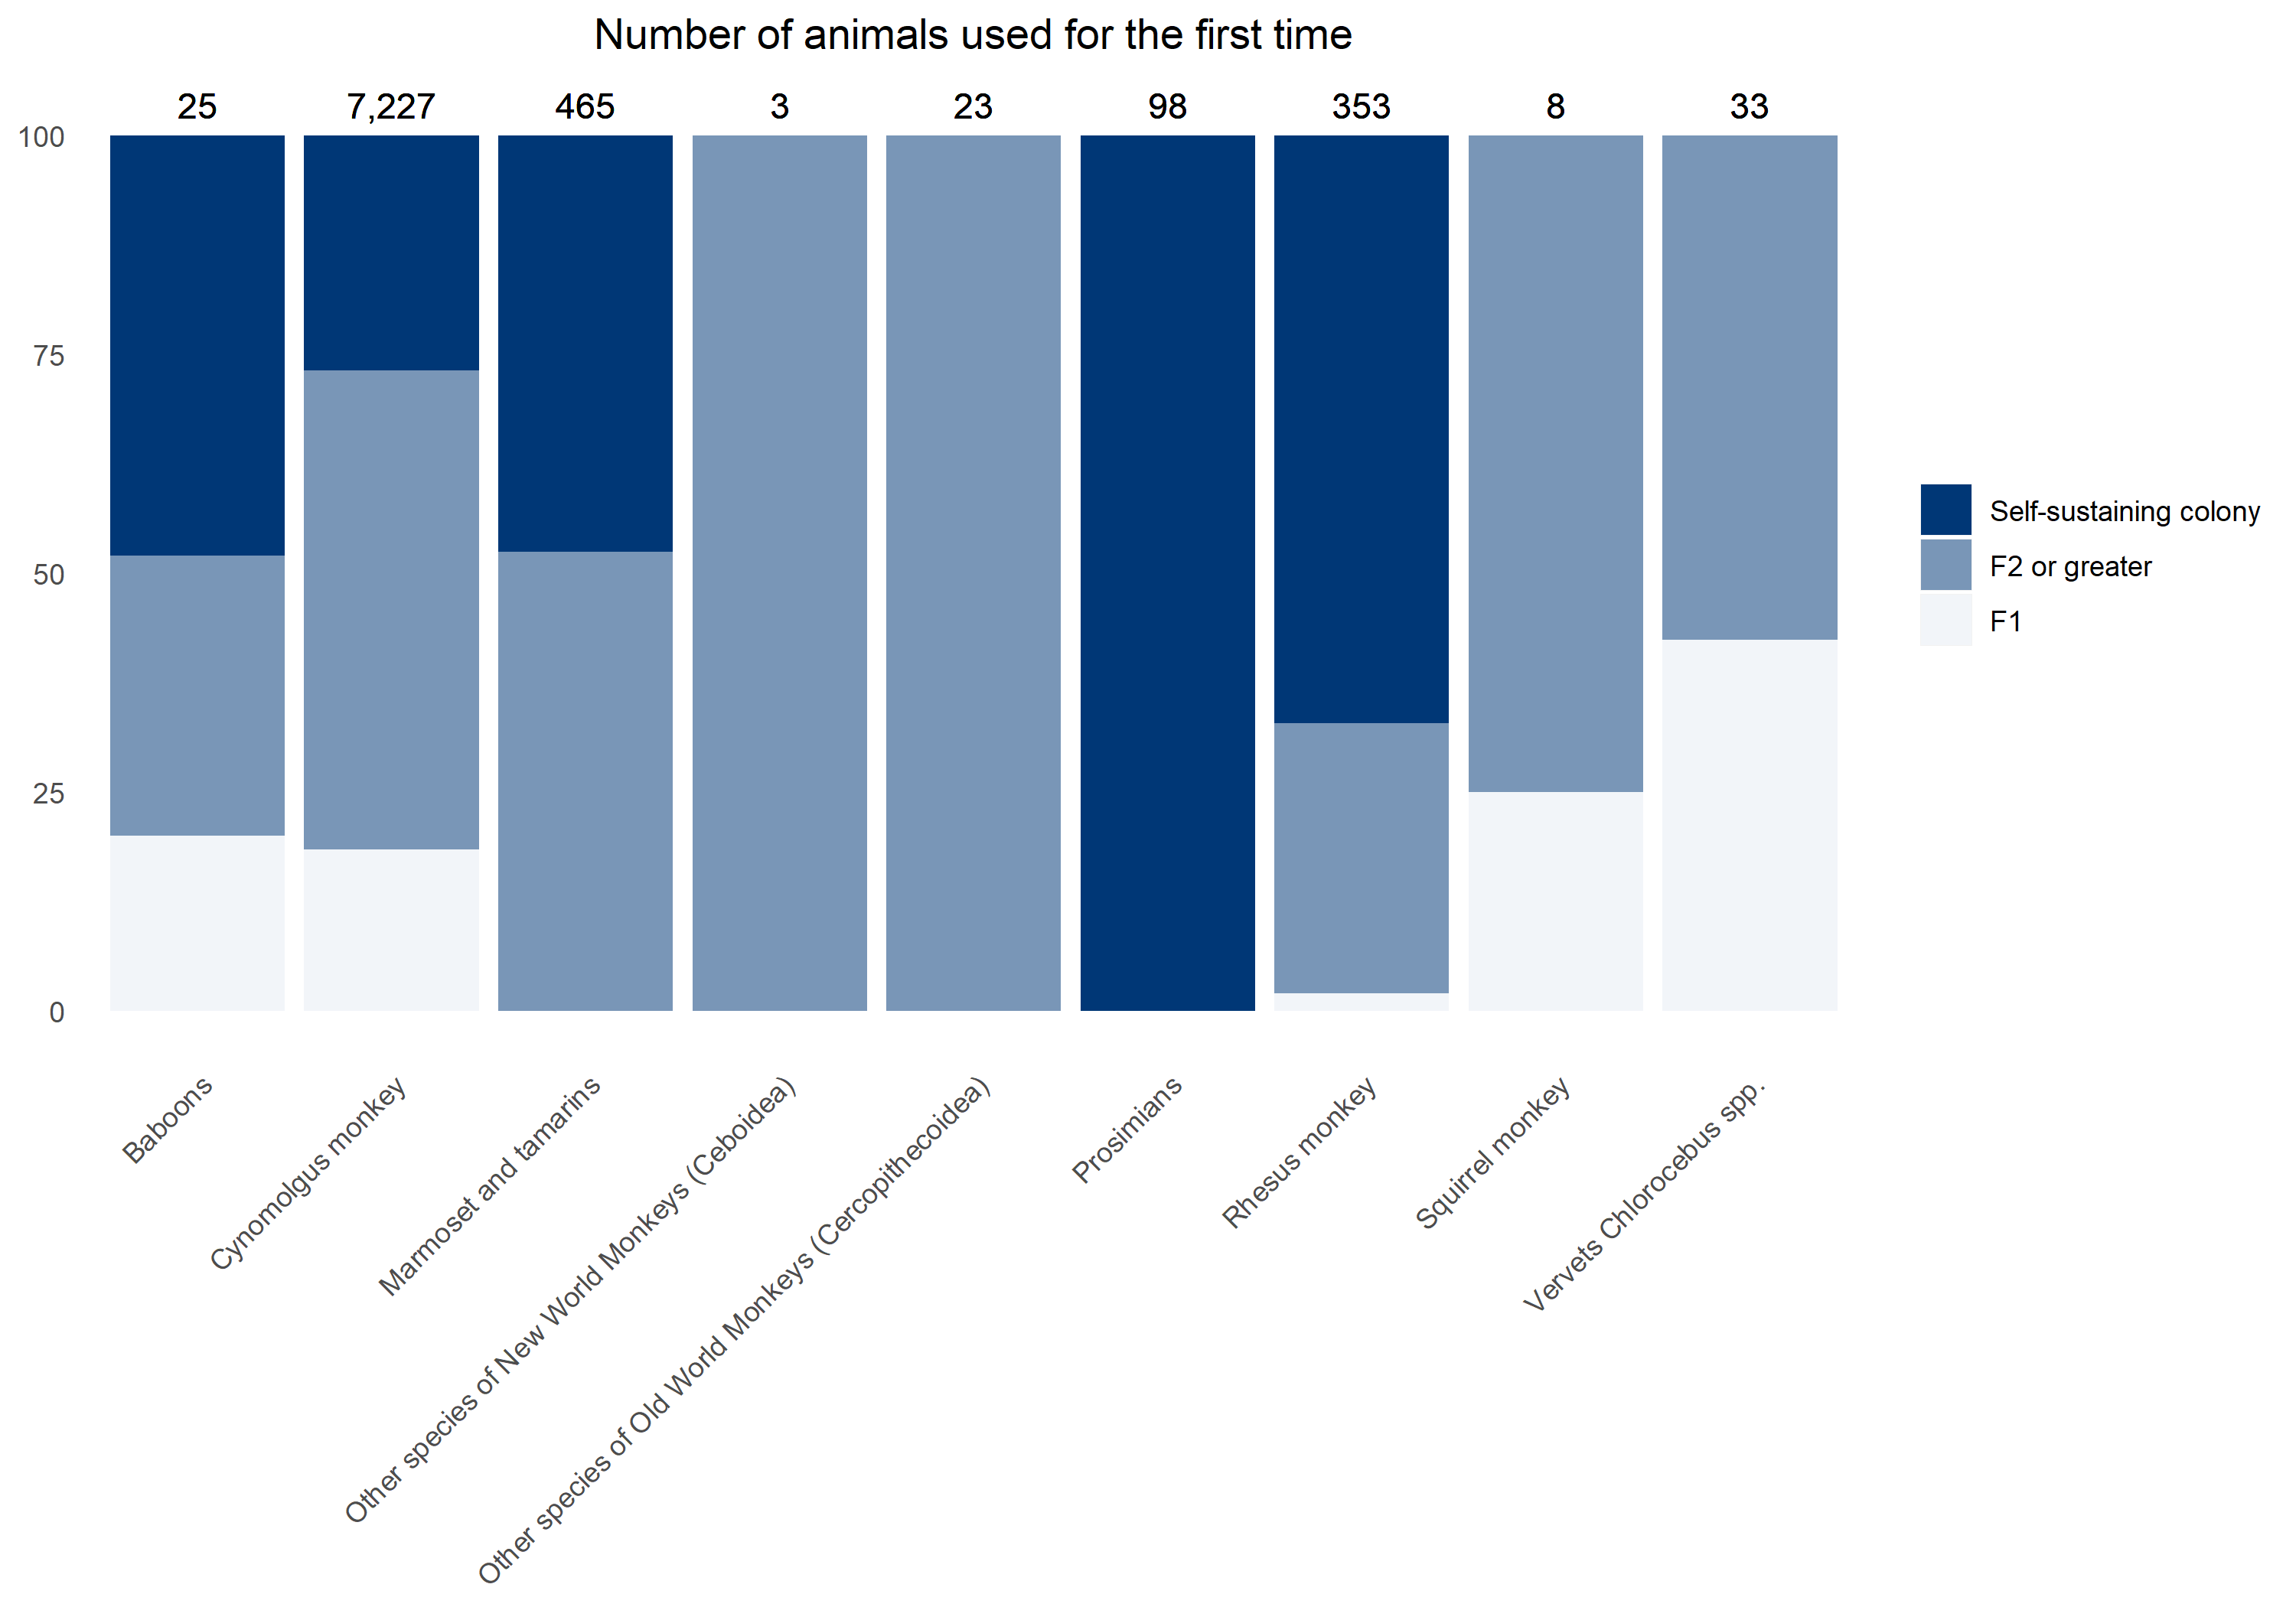 Number of animals used for the first time
25 7,227 465 3 23 98 353 8 33
100
75
50
25
0
Self-sustaining colony
F2 or greater
F1
Baboons
Cynomolgus monkey
Marmoset and tamarins
Other species of New World Monkeys (Ceboidea)
Other species of Old World Monkeys (Cercopithecoidea)
Prosimians
Rhesus monkey
Squirrel monkey
Vervets Chlorocebus spp.